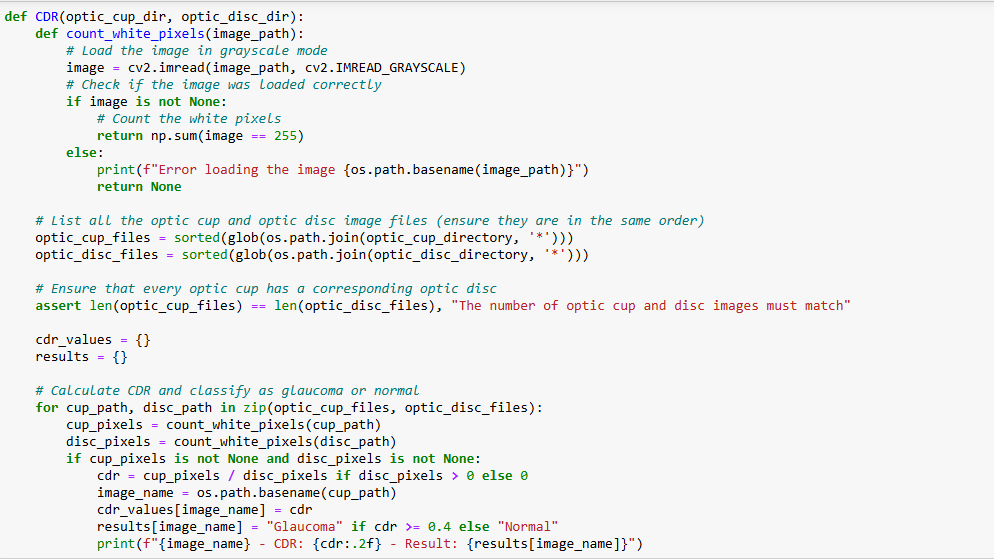 def CDR(optic_cup_dir, optic_disc_dir):
    def count_white_pixels(image_path):
        # Load the image in grayscale mode
        image = cv2.imread(image_path, cv2.IMREAD_GRAYSCALE)
        # Check if the image was loaded correctly
        if image is not None:
            # Count the white pixels
            return np.sum(image == 255)
        else:
            print(f"Error loading the image {os.path.basename(image_path)}")
            return None

    # List all the optic cup and optic disc image files (ensure they are in the same order)
    optic_cup_files = sorted(glob(os.path.join(optic_cup_directory, '*')))
    optic_disc_files = sorted(glob(os.path.join(optic_disc_directory, '*')))

    # Ensure that every optic cup has a corresponding optic disc
    assert len(optic_cup_files) == len(optic_disc_files), "The number of optic cup and disc images must match"

    cdr_values = {}
    results = {}

    # Calculate CDR and classify as glaucoma or normal
    for cup_path, disc_path in zip(optic_cup_files, optic_disc_files):
        cup_pixels = count_white_pixels(cup_path)
        disc_pixels = count_white_pixels(disc_path)
        if cup_pixels is not None and disc_pixels is not None:
            cdr = cup_pixels / disc_pixels if disc_pixels > 0 else 0
            image_name = os.path.basename(cup_path)
            cdr_values[image_name] = cdr
            results[image_name] = "Glaucoma" if cdr >= 0.4 else "Normal"
            print(f"{image_name} - CDR: {cdr:.2f} - Result: {results[image_name]}")